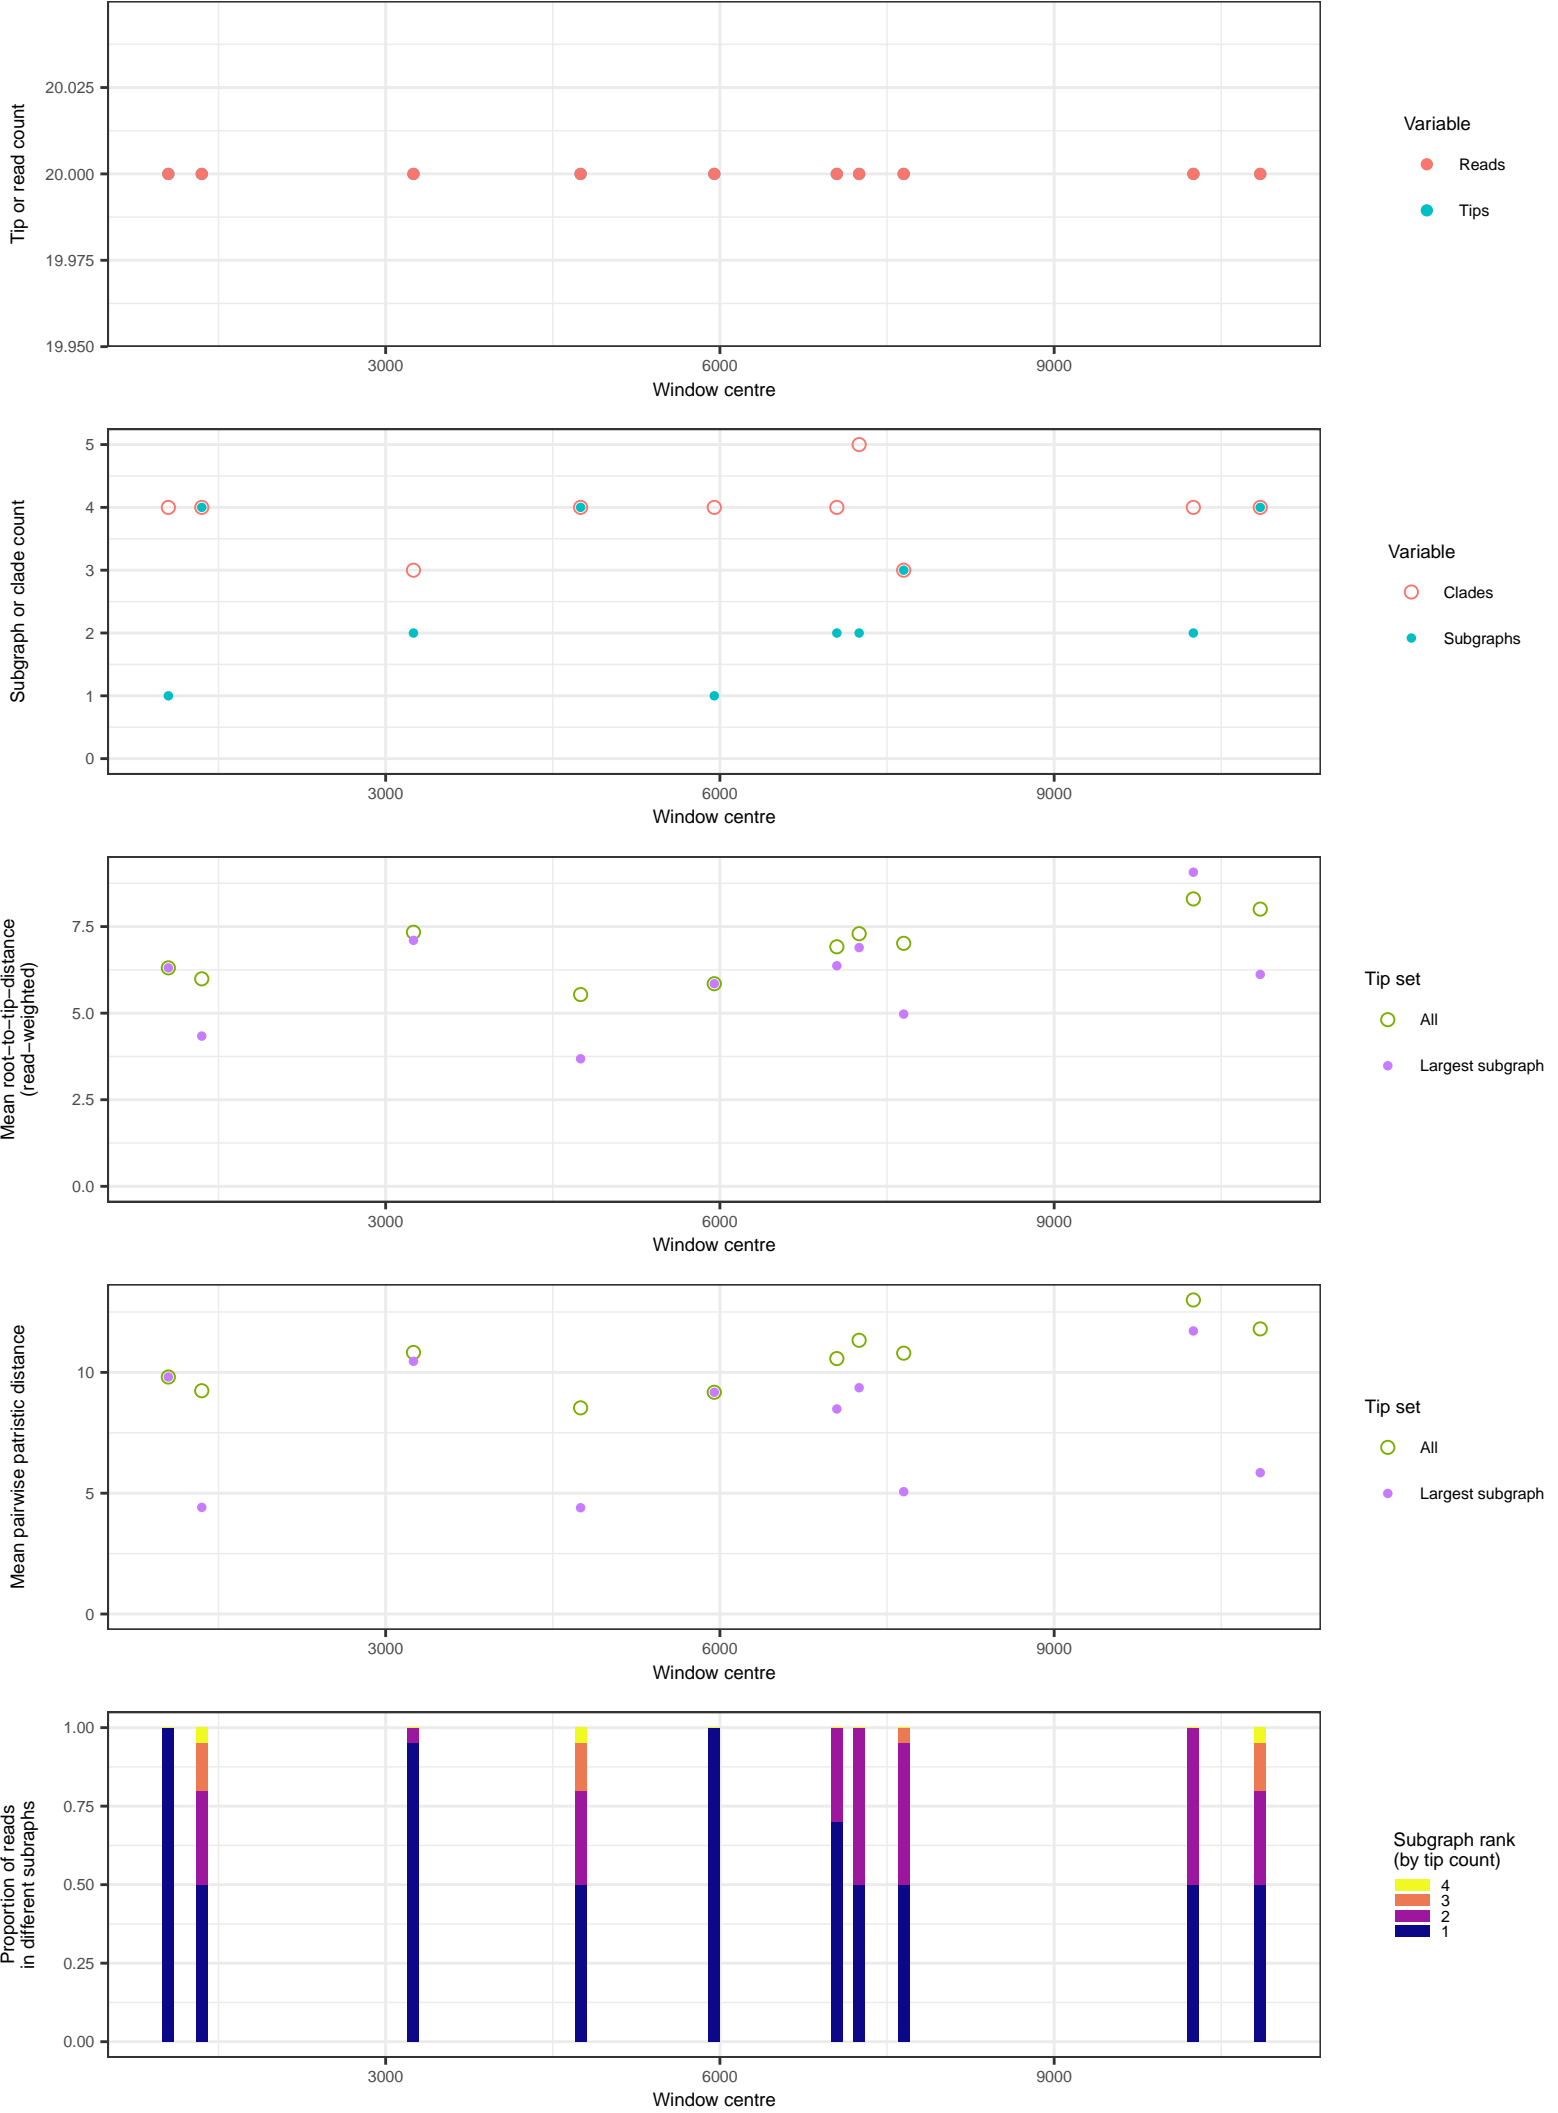 Tip or read count
20.025
20.000
19.975
19.950
3000
6000
9000
Window centre
Variable
Reads
Tips
Subgraph or clade count
5
4
3
2
1
0
3000
6000
9000
Window centre
Variable
Clades
Subgraphs
Mean root−to−tip−distance
(read−weighted)
7.5
5.0
2.5
0.0
3000
6000
9000
Window centre
Tip set
All
Largest subgraph
Mean pairwise patristic distance
10
5
0
3000
6000
9000
Window centre
Tip set
All
Largest subgraph
Proportion of reads
in different subraphs
1.00
0.75
0.50
0.25
0.00
3000
6000
9000
Window centre
Subgraph rank
(by tip count)
4
3
2
1